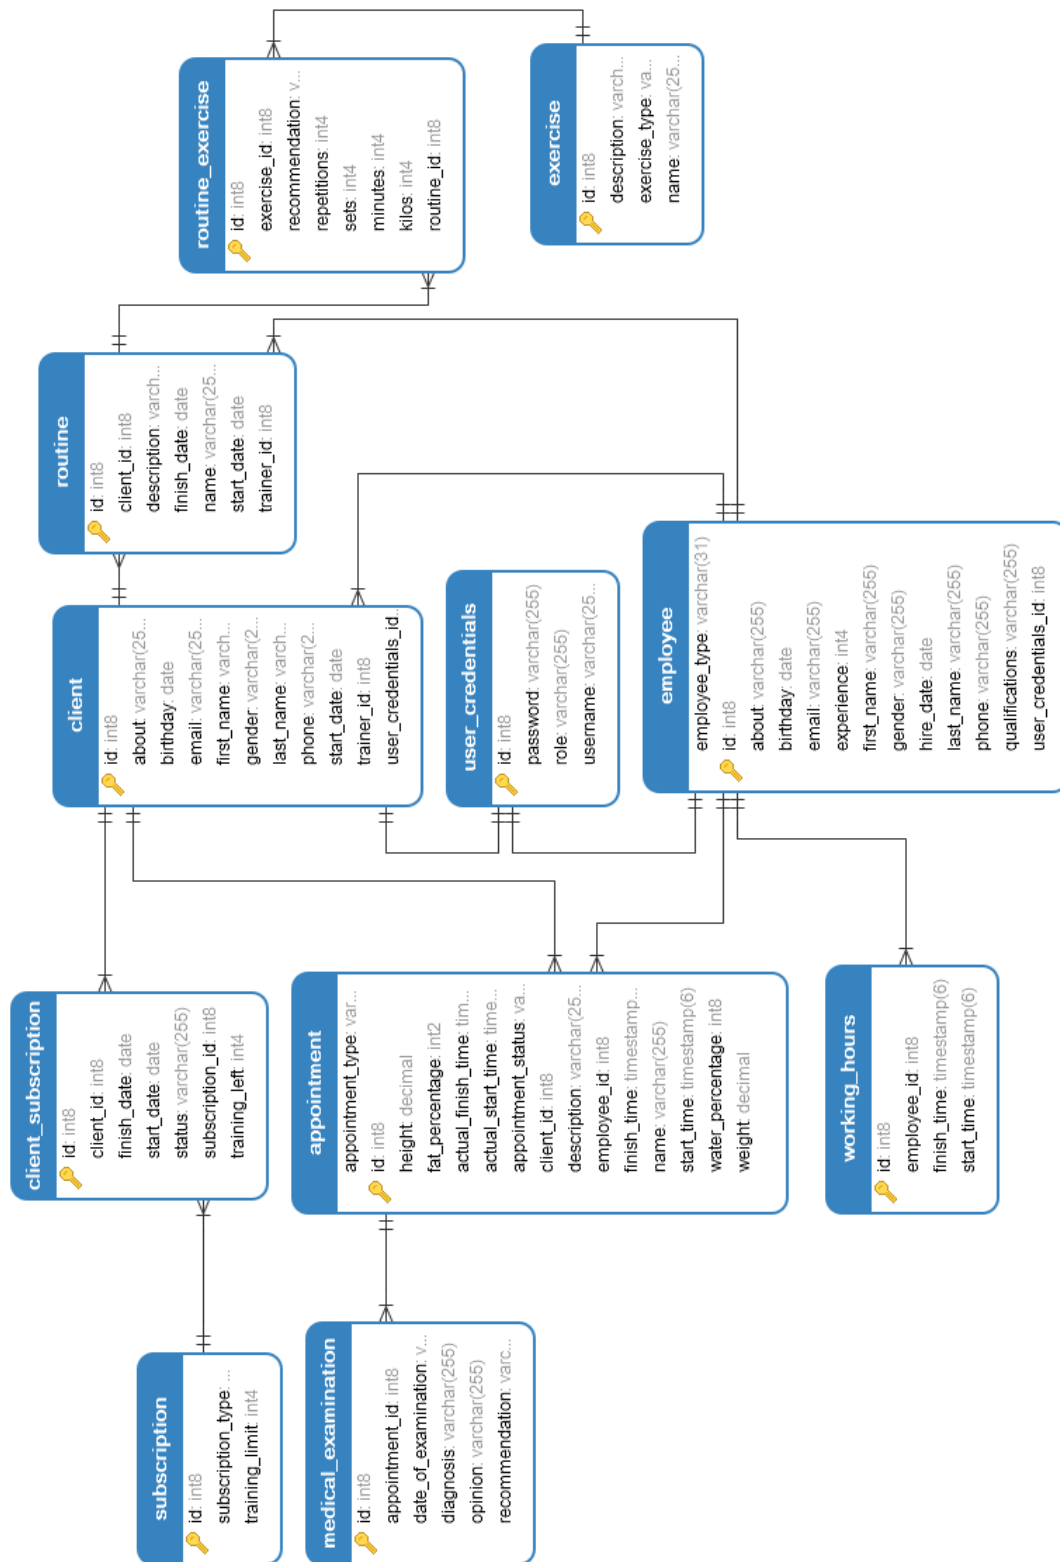 subscription
id: int8
subscription_type: ...
training_limit: int4
client_subscription
id: int8
client_id: int8
finish_date: date
start_date: date
status: varchar(255)
subscription_id: int8
training_left: int4
client
id: int8
about: varchar(25...
birthday: date
email: varchar(25...
first_name: varch...
gender: varchar(2...
last_name: varch...
phone: varchar(2...
start_date: date
trainer_id: int8
user_credentials_id...
routine
id: int8
client_id: int8
description: varch...
finish_date: date
name: varchar(25...
start_date: date
trainer_id: int8
routine_exercise
id: int8
exercise_id: int8
recommendation: v...
repetitions: int4
sets: int4
minutes: int4
kilos: int4
routine_id: int8
medical_examination
id: int8
appointment_id: int8
date_of_examination: v...
diagnosis: varchar(255)
opinion: varchar(255)
recommendation: varc...
appointment
appointment_type: var...
id: int8
height: decimal
fat_percentage: int2
actual_finish_time: tim...
actual_start_time: time...
appointment_status: va...
client_id: int8
description: varchar(25...
employee_id: int8
finish_time: timestamp...
name: varchar(255)
start_time: timestamp(6)
water_percentage: int8
weight: decimal
user_credentials
id: int8
password: varchar(255)
role: varchar(255)
username: varchar(25...
exercise
id: int8
description: varch...
exercise_type: va...
name: varchar(25...
working_hours
id: int8
employee_id: int8
finish_time: timestamp(6)
start_time: timestamp(6)
employee
employee_type: varchar(31)
id: int8
about: varchar(255)
birthday: date
email: varchar(255)
experience: int4
first_name: varchar(255)
gender: varchar(255)
hire_date: date
last_name: varchar(255)
phone: varchar(255)
qualifications: varchar(255)
user_credentials_id: int8